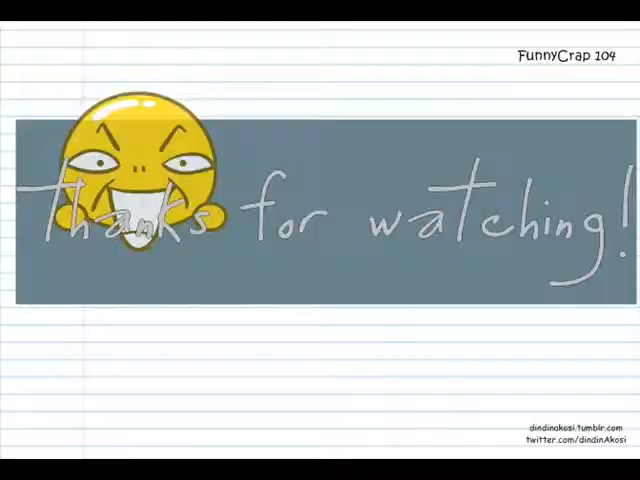 FunnyCrap 104
Thanks for watching!
dindinakosi.tumblr.com
twitter.com/dindinAkosi